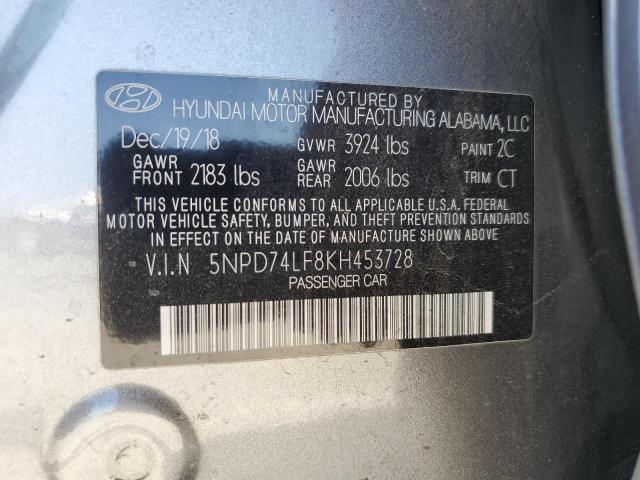 MANUFACTURED BY
HYUNDAI MOTOR MANUFACTURING ALABAMA, LLC
Dec/19/18 GVWR 3924 lbs PAINT 2C
GAWR FRONT 2183 lbs GAWR REAR 2006 lbs TRIM CT
THIS VEHICLE CONFORMS TO ALL APPLICABLE U.S.A. FEDERAL
MOTOR VEHICLE SAFETY, BUMPER, AND THEFT PREVENTION STANDARDS
IN EFFECT ON THE DATE OF MANUFACTURE SHOWN ABOVE.
V.I.N 5NPD74LF8KH453728
PASSENGER CAR